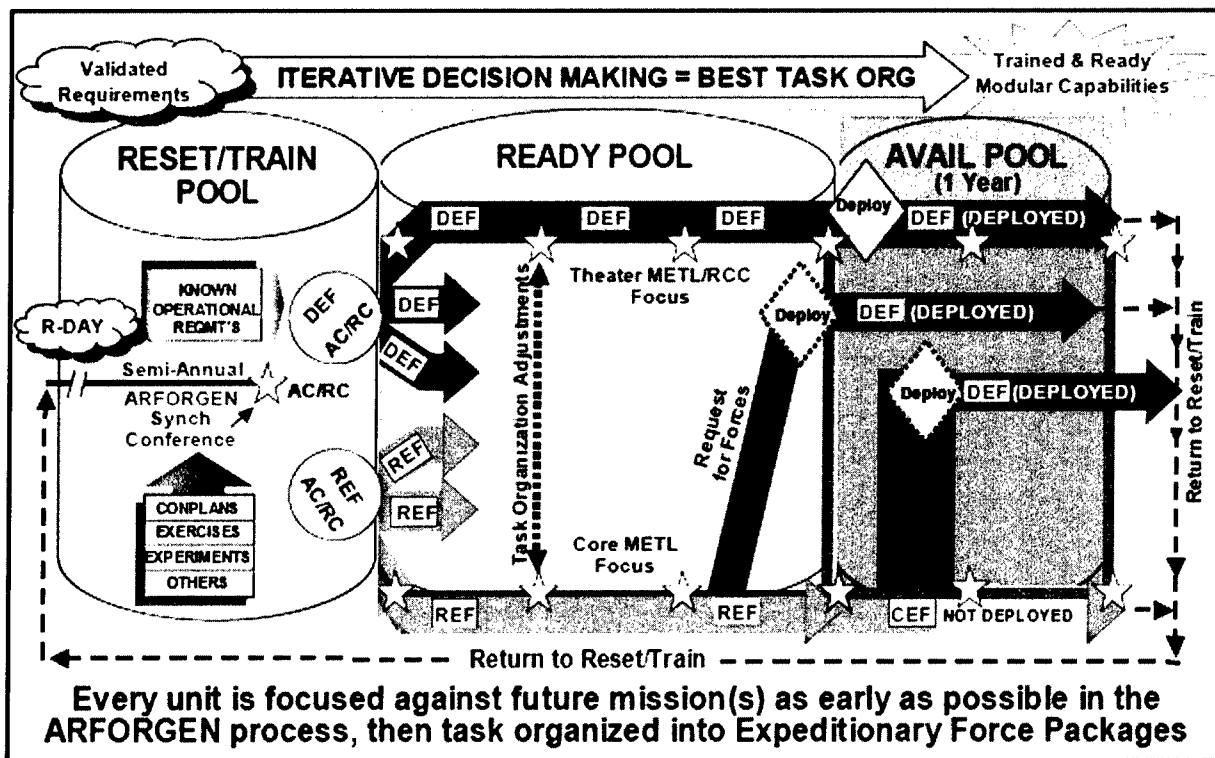 Validated
Requirements
ITERATIVE DECISION MAKING = BEST TASK ORG
Trained & Ready
Modular Capabilities
RESET/TRAIN
POOL
READY POOL
AVAIL POOL
(1 Year)
DEF
DEF
DEF
Deploy
DEF (DEPLOYED)
KNOWN
OPERATIONAL
REQMT'S
R-DAY
DEF
AC/RC
DEF
DEF
Semi-Annual
ARFORGEN
Synch
Conference
AC/RC
Theater METL/RCC
Focus
Deploy
DEF (DEPLOYED)
Deploy
DEF (DEPLOYED)
Task Organization Adjustments
Request
for Forces
Return to Reset/Train
REF
AC/RC
REF
REF
CONPLANS
EXERCISES
EXPERIMENTS
OTHERS
Core METL
Focus
REF
REF
CEF NOT DEPLOYED
Return to Reset/Train
Every unit is focused against future mission(s) as early as possible in the
ARFORGEN process, then task organized into Expeditionary Force Packages